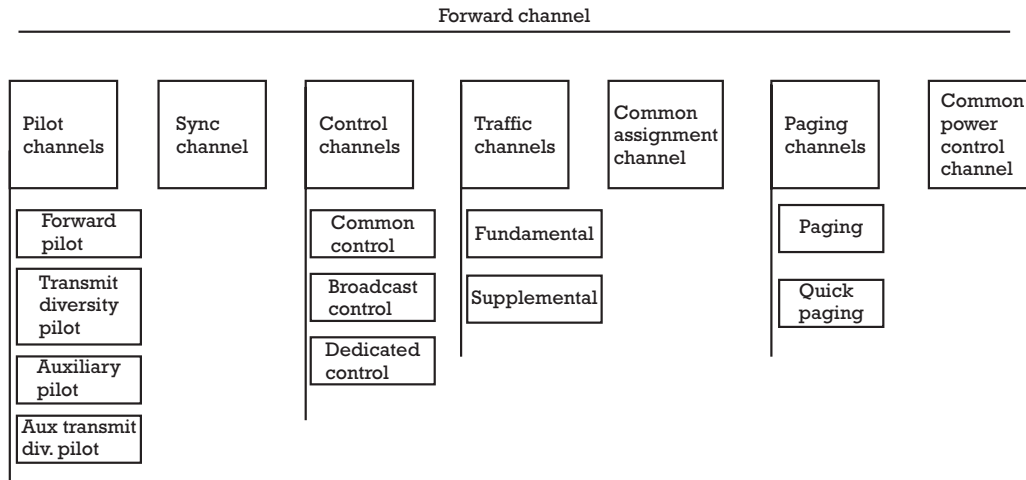 Forward channel
Pilot
channels
Sync
channel
Control
channels
Traffic
channels
Common
assignment
channel
Paging
channels
Common
power
control
channel
Forward
pilot
Transmit
diversity
pilot
Auxiliary
pilot
Aux transmit
div. pilot
Common
control
Broadcast
control
Dedicated
control
Fundamental
Supplemental
Paging
Quick
paging